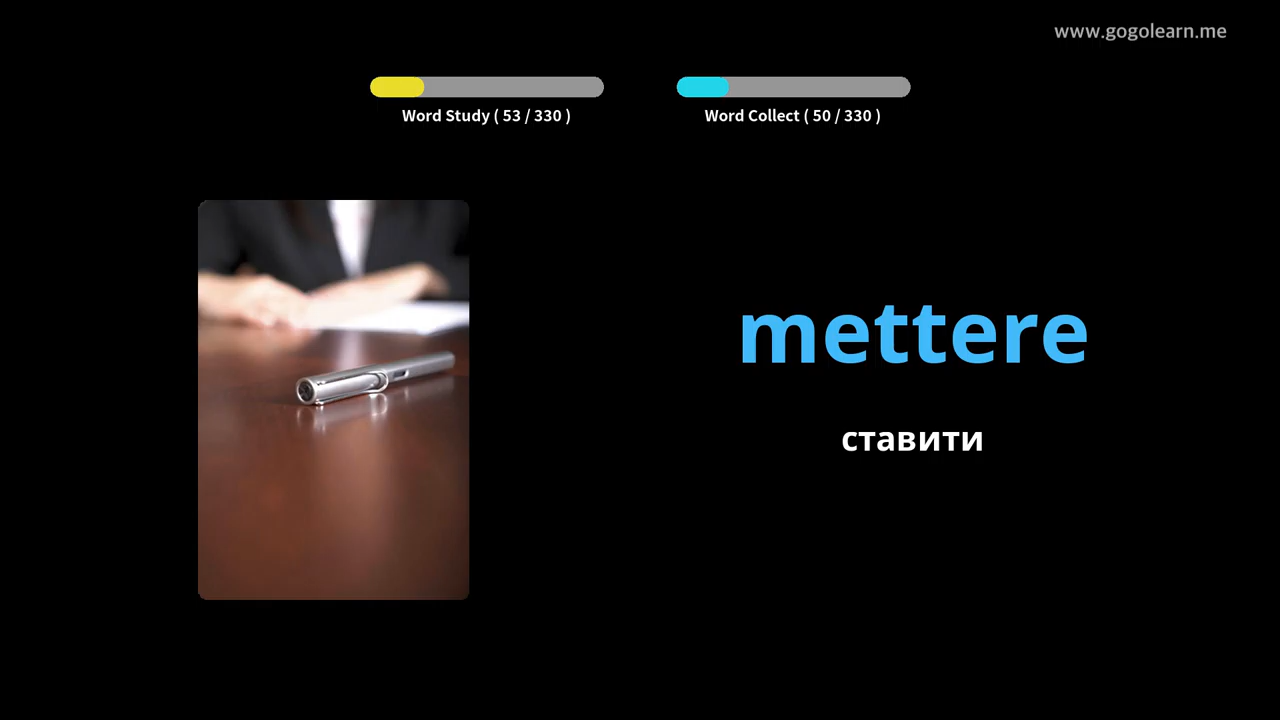 www.gogolearn.me
Word Study ( 53 / 330 )
Word Collect ( 50 / 330 )
mettere
ставити